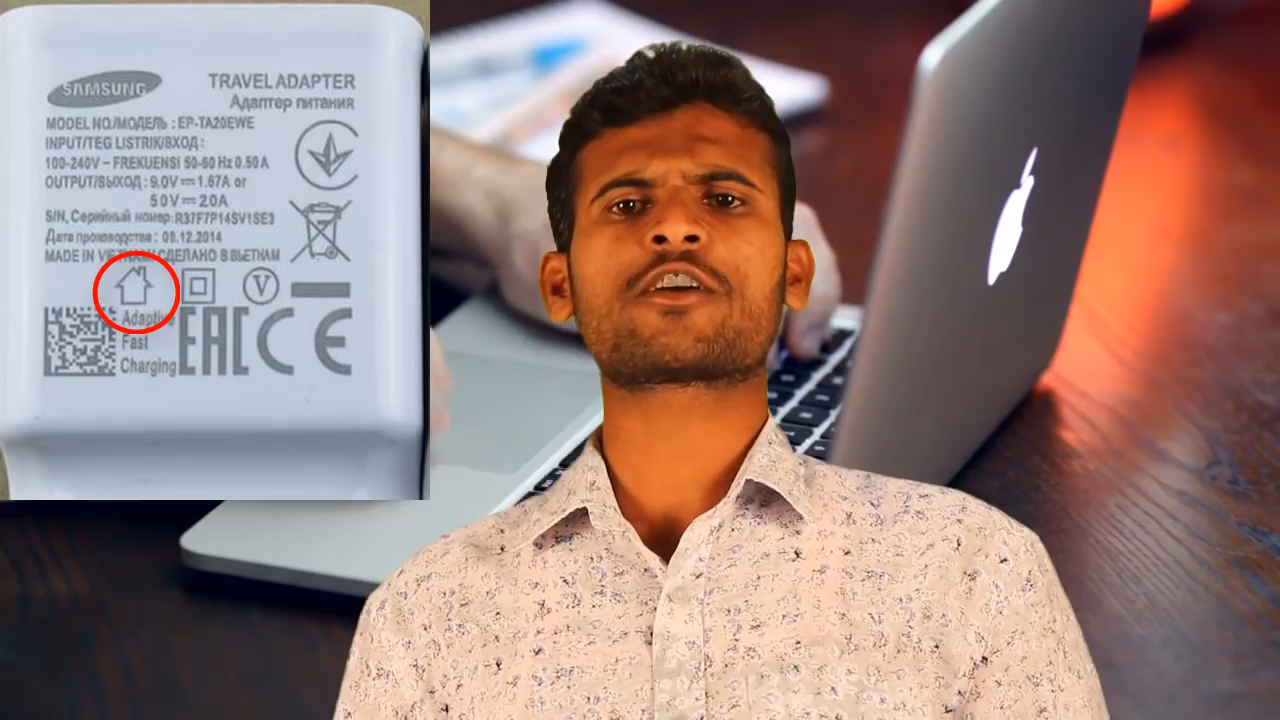 SAMSUNG
TRAVEL ADAPTER
Адаптер питания
MODEL NO./МОДЕЛЬ : EP-TA20EWE
INPUT/TEG LISTRIK/ВХОД :
100-240V ~ FREKUENSI 50-60 Hz 0.50A
OUTPUT/ВЫХОД : 9.0V⎓1.67A or
5.0V⎓2.0A
S/N, Серийный номер:R37F7P14SV1SE3
Дата производства : 08.12.2014
MADE IN VIETNAM/СДЕЛАНО В ВЬЕТНАМ
V
Adaptive
Fast
Charging
EAC CE